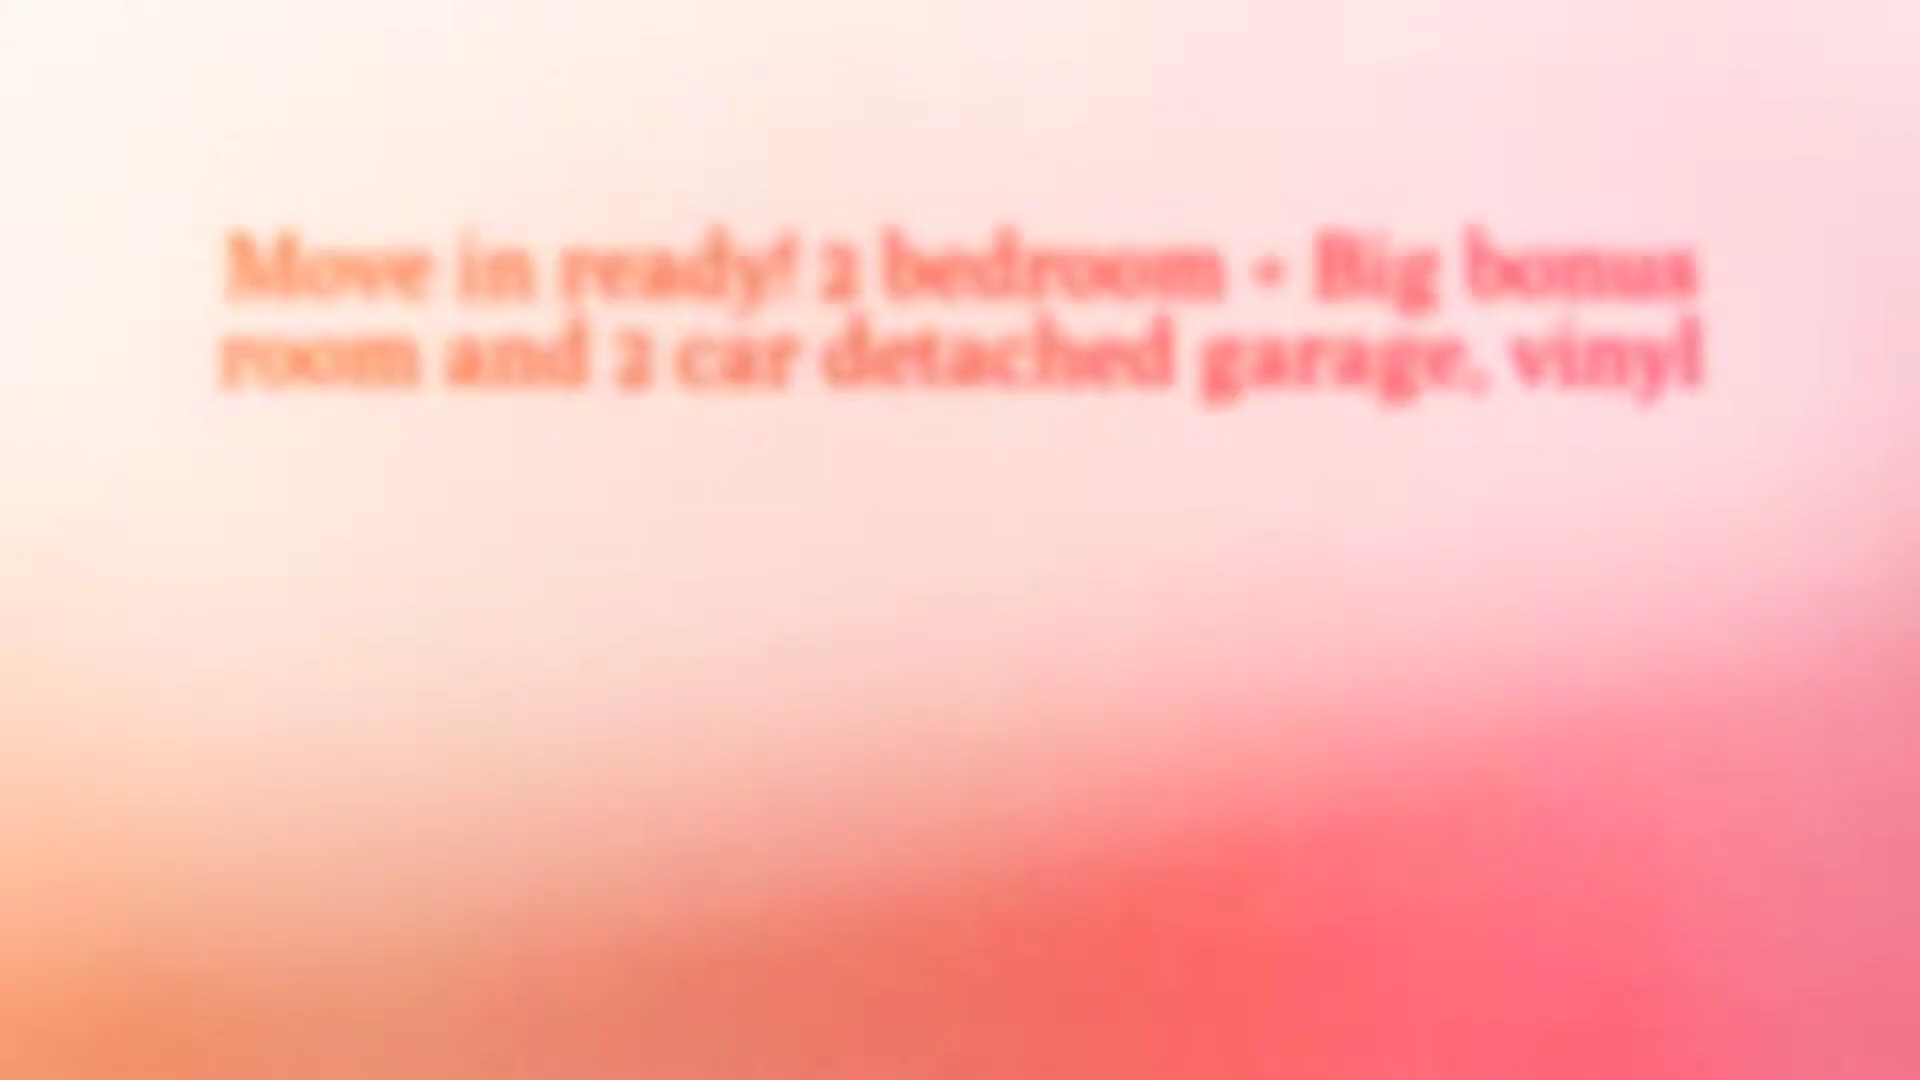 Move in ready! 2 bedroom + Big bonus
room and 2 car detached garage, vinyl